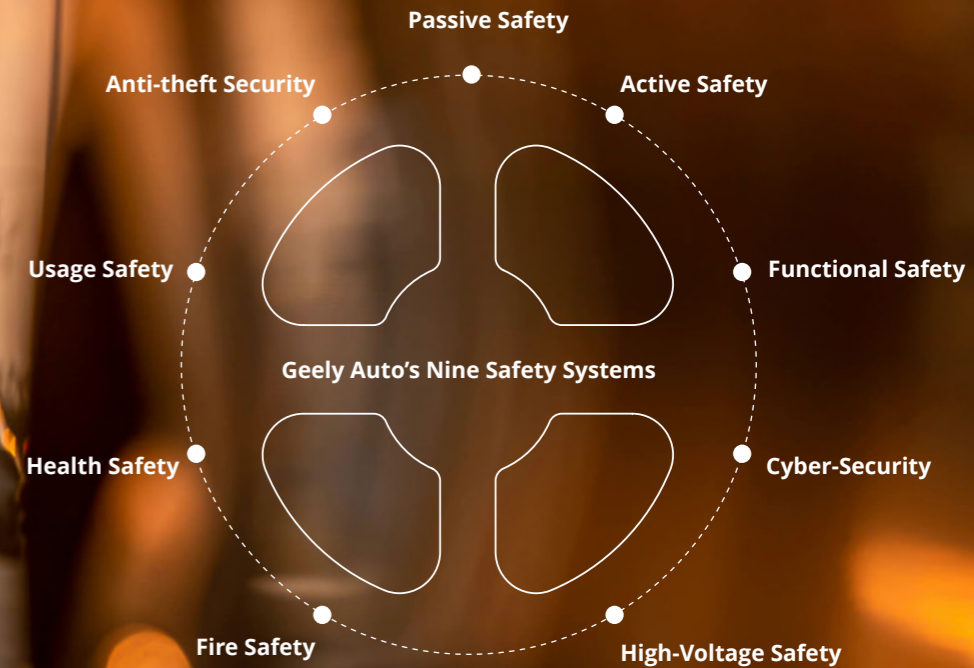 Passive Safety
Anti-theft Security
Active Safety
Usage Safety
Functional Safety
Geely Auto’s Nine Safety Systems
Health Safety
Cyber-Security
Fire Safety
High-Voltage Safety